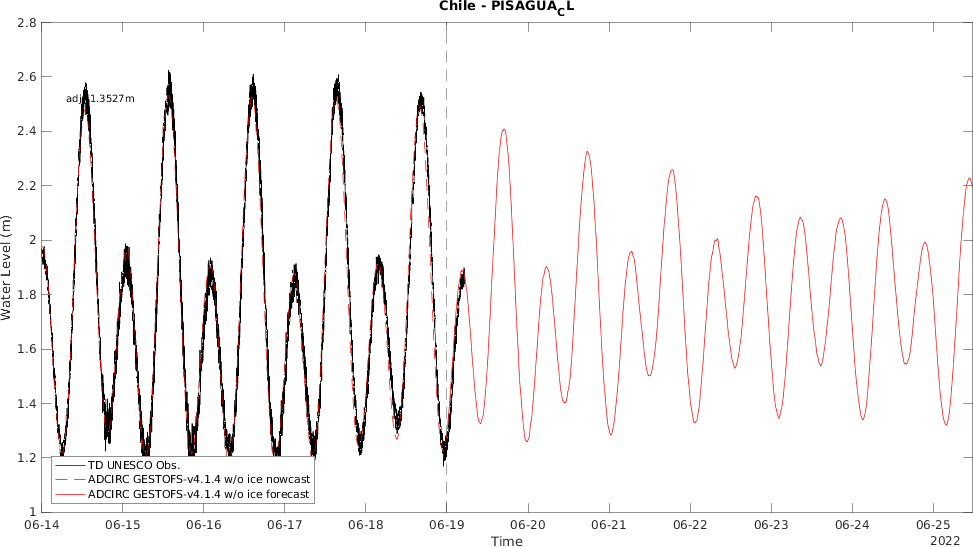 Chile - PISAGUA_CL
2.8
2.6
2.4
2.2
2
1.8
1.6
1.4
1.2
1
Water Level (m)
adj: 1.3527m
TD UNESCO Obs.
ADCIRC GESTOFS-v4.1.4 w/o ice nowcast
ADCIRC GESTOFS-v4.1.4 w/o ice forecast
06-14 06-15 06-16 06-17 06-18 06-19 06-20 06-21 06-22 06-23 06-24 06-25
Time
2022